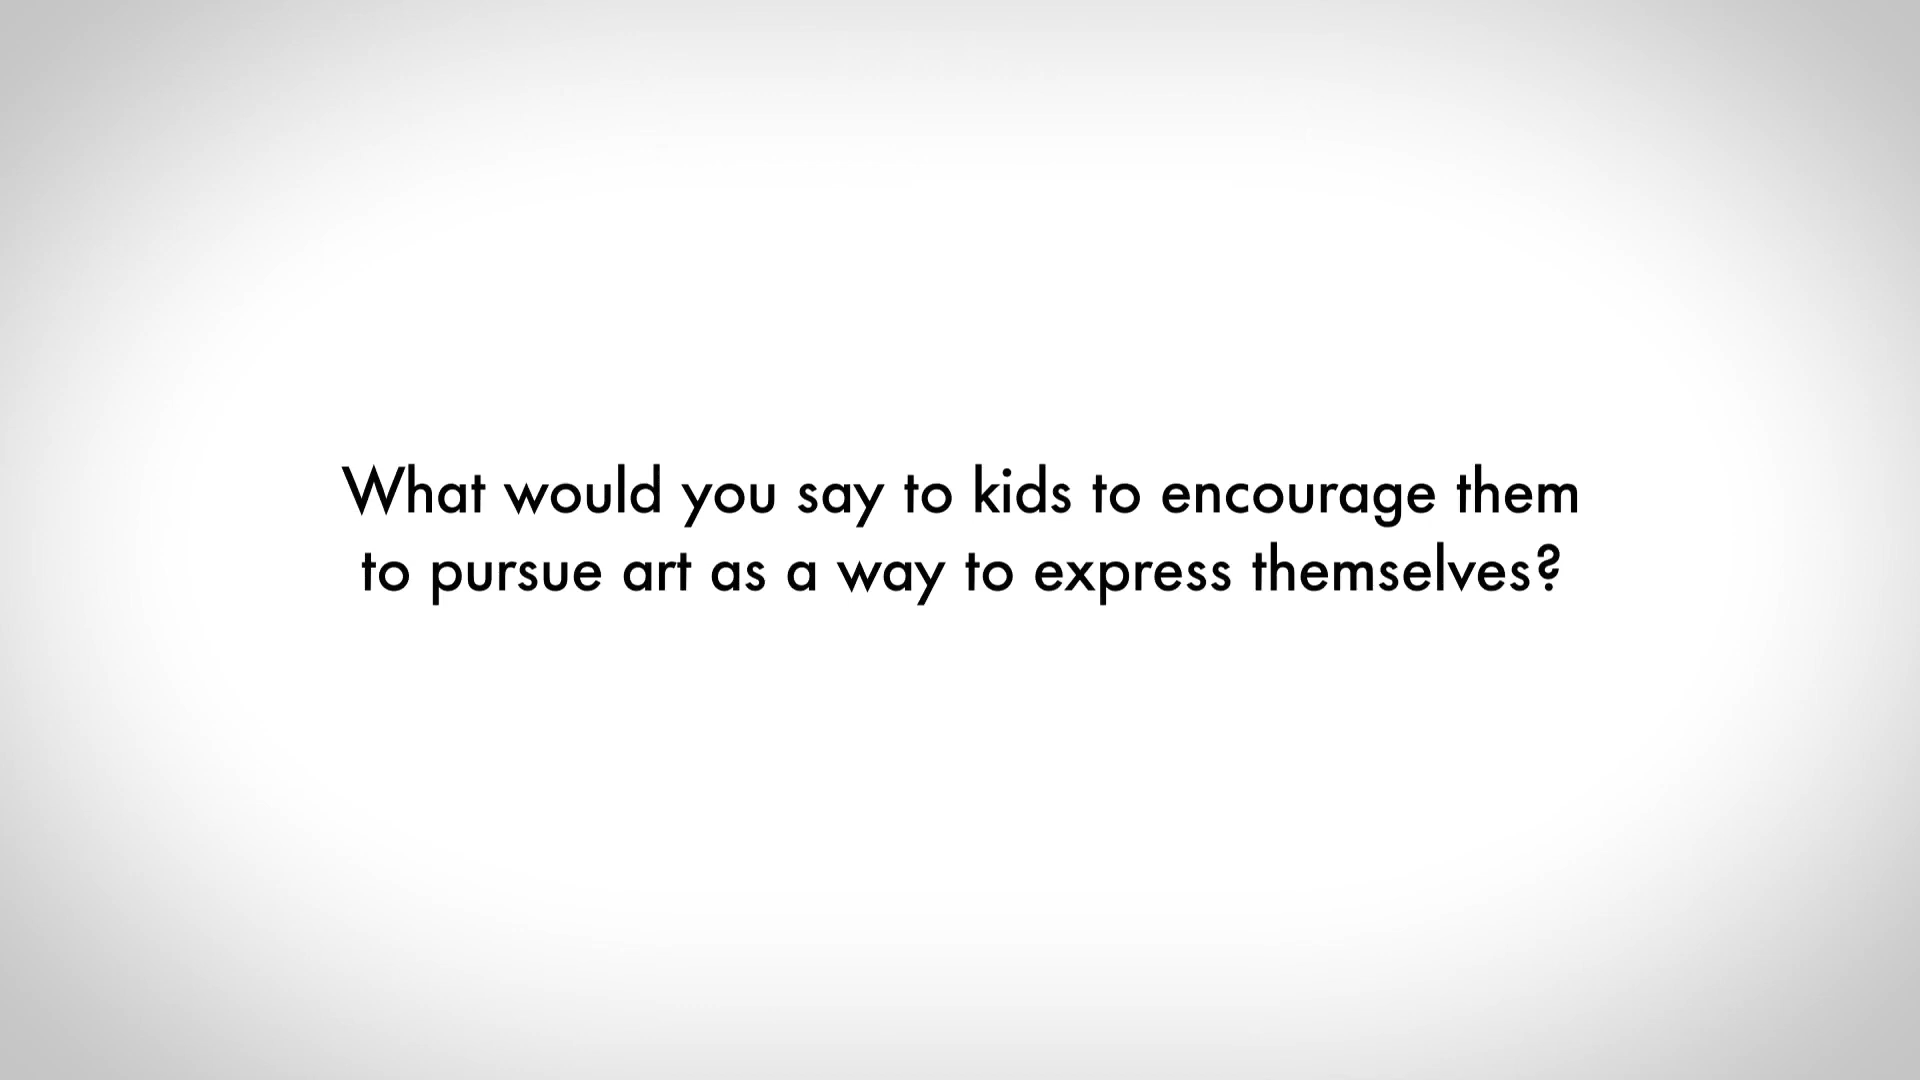 What would you say to kids to encourage them
to pursue art as a way to express themselves?